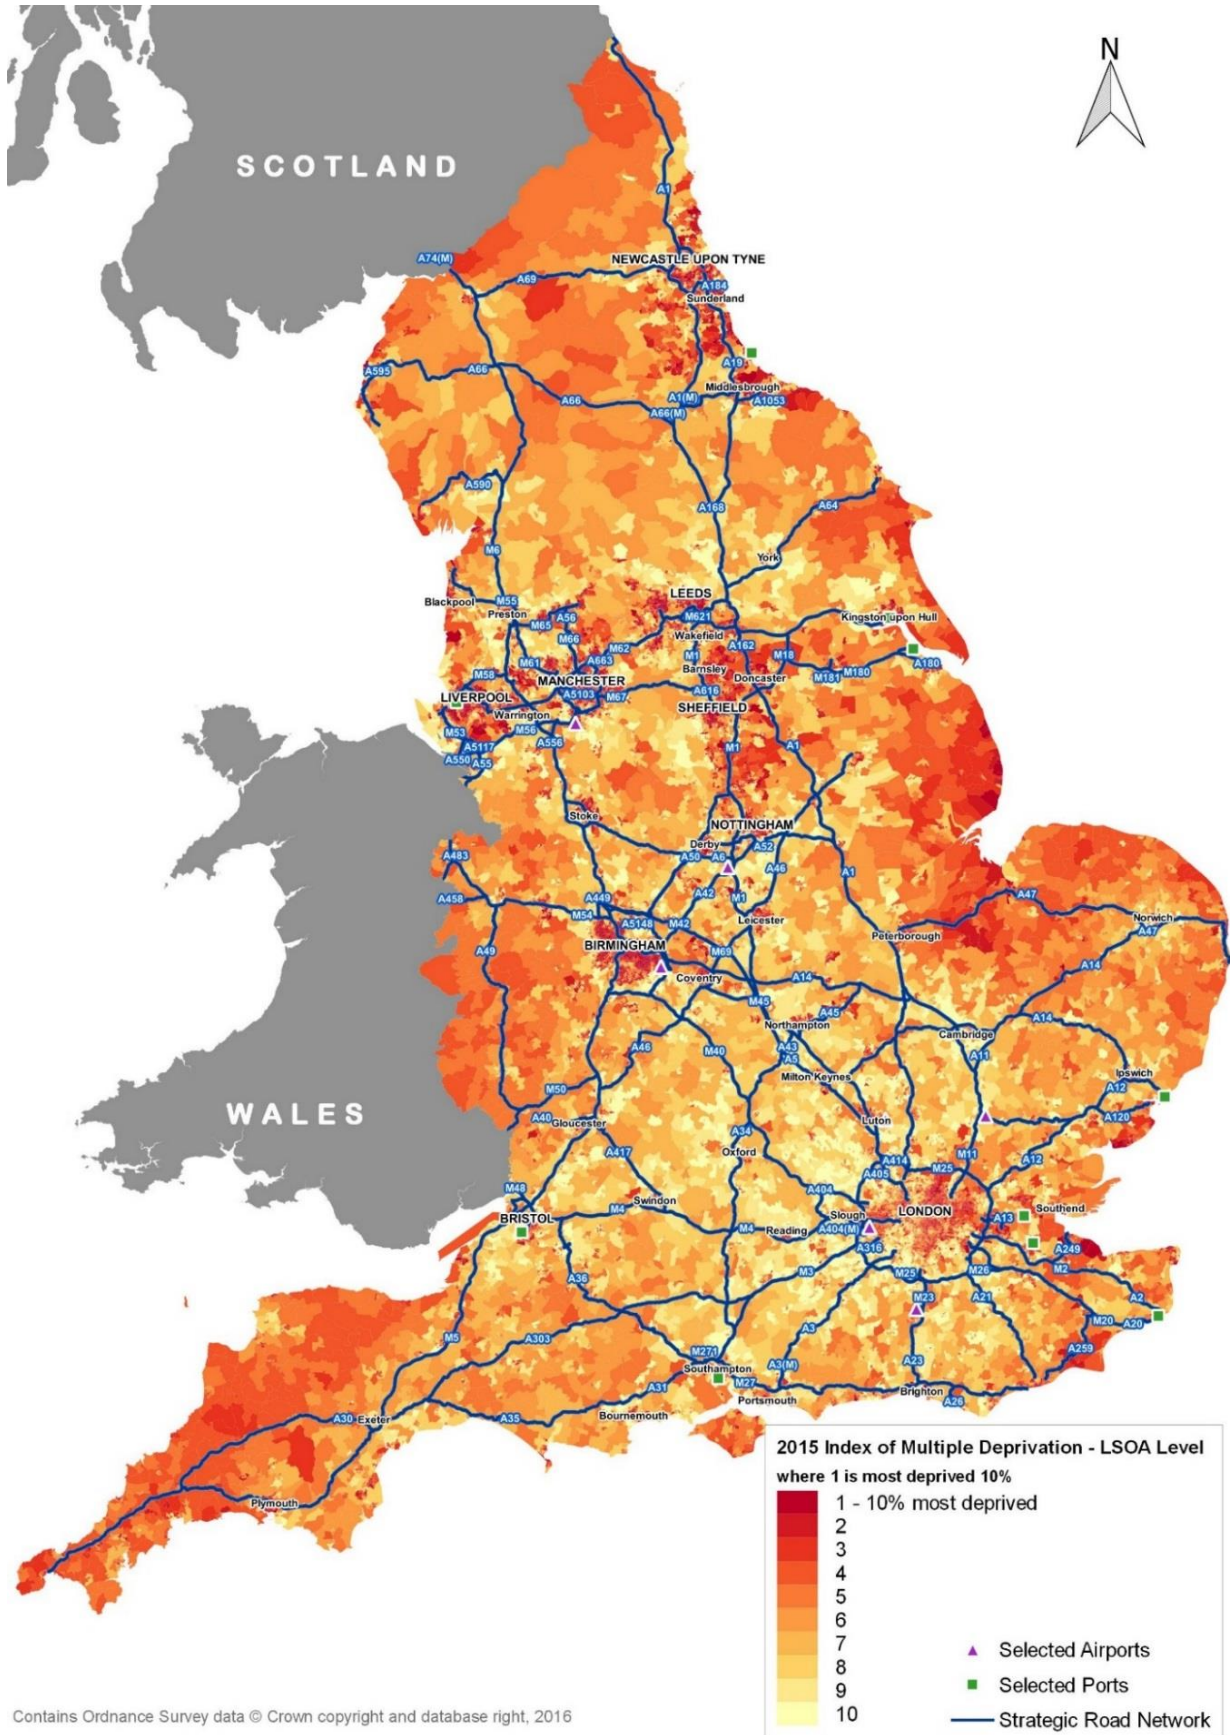 N
SCOTLAND
A1
A74(M)
NEWCASTLE UPON TYNE
A69
A184
Sunderland
A19
A595
A66
Middlesbrough
A66
A1(M)
A1053
A66(M)
A590
A168
A64
M6
York
Blackpool
M55
LEEDS
Preston
A56
M621
Kingston upon Hull
M65
M66
Wakefield
A162
M62
M1
M18
A180
M61
A663
Barnsley
M180
M58
MANCHESTER
Doncaster
M181
LIVERPOOL
A5103
M67
A616
SHEFFIELD
Warrington
M53
M56
A556
A5117
M1
A1
A550
A55
Stoke
NOTTINGHAM
Derby
A52
A483
A50
A6
A46
A1
A458
A449
A42
M1
A47
M54
A5148
M42
Leicester
Norwich
A47
BIRMINGHAM
Peterborough
A49
M69
A14
Coventry
A14
M45
A45
Northampton
A14
A46
M40
A43
Cambridge
A5
A11
Milton Keynes
Ipswich
M50
A12
WALES
A40
Gloucester
Luton
A120
A34
A417
Oxford
M11
A12
A414
M25
A405
M48
A404
Swindon
BRISTOL
M4
Slough
LONDON
A13
Southend
M4
Reading
A404(M)
A316
A249
A36
M3
M25
M26
M2
M23
A21
A2
M5
A303
A3
M20
A20
M271
A3(M)
A23
A259
Southampton
M27
A31
Portsmouth
Brighton
A26
A30
Exeter
A35
Bournemouth
Plymouth
2015 Index of Multiple Deprivation - LSOA Level
where 1 is most deprived 10%
1 - 10% most deprived
2
3
4
5
6
7
8
9
10
Selected Airports
Selected Ports
Strategic Road Network
Contains Ordnance Survey data © Crown copyright and database right, 2016